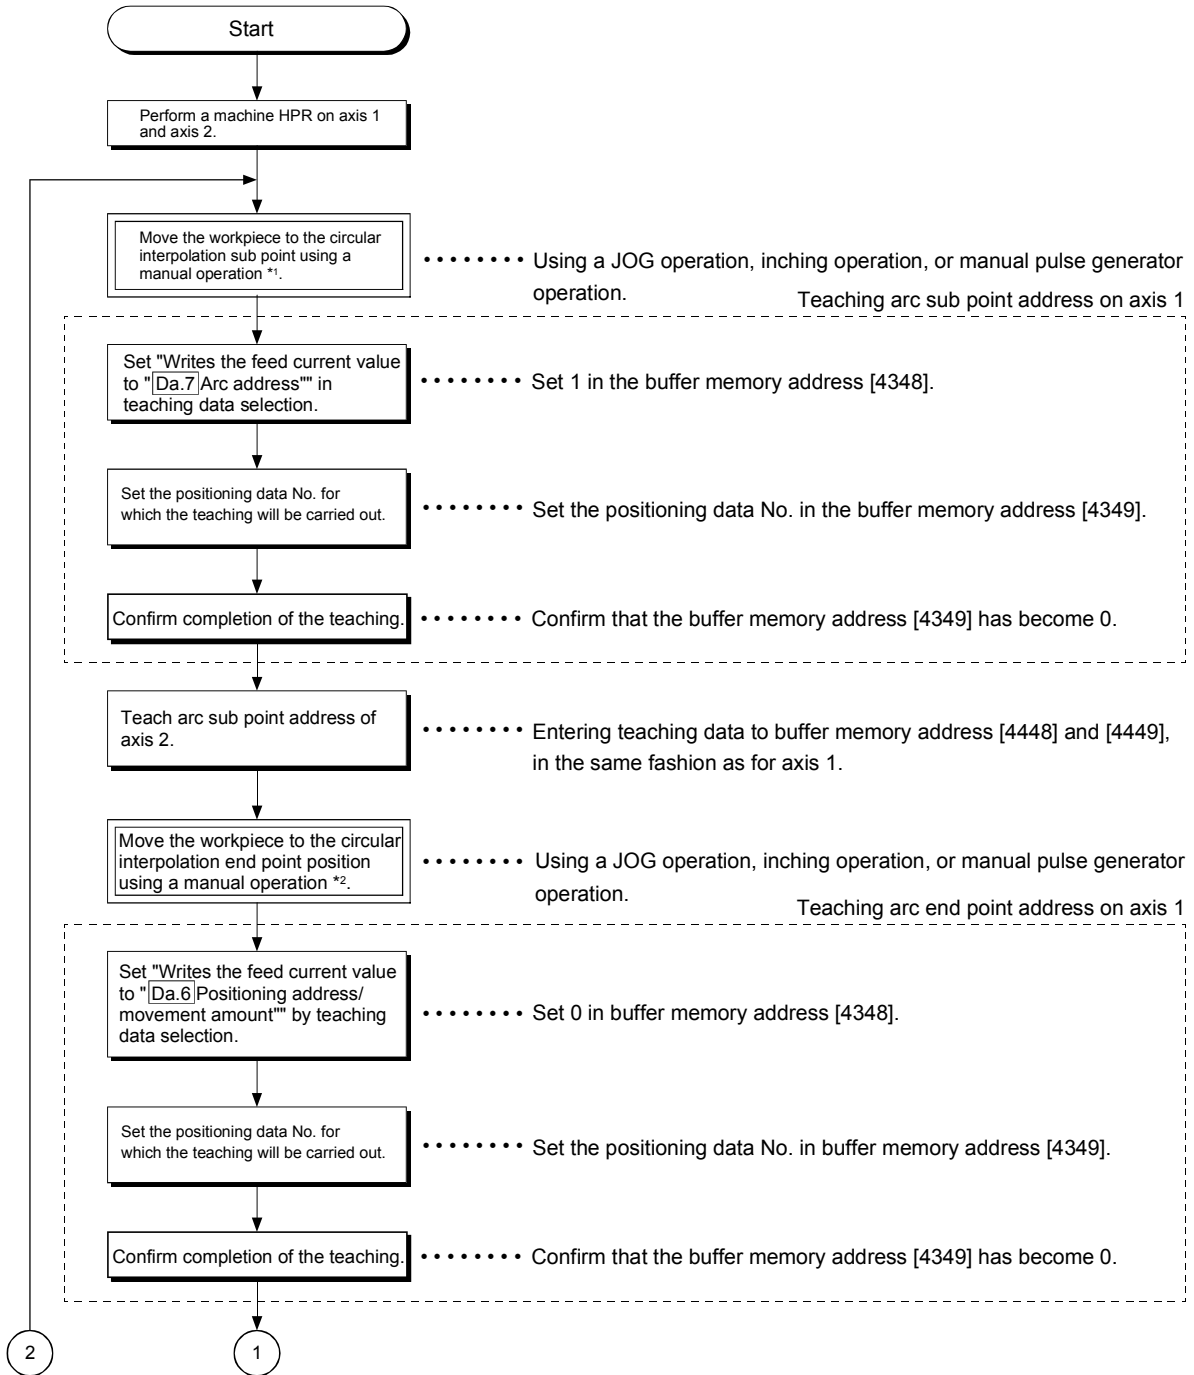 Start
Perform a machine HPR on axis 1
and axis 2.
Move the workpiece to the circular
interpolation sub point using a
manual operation *1.
• • • • • • • • Using a JOG operation, inching operation, or manual pulse generator
operation.
Teaching arc sub point address on axis 1
Set "Writes the feed current value
to "Da.7 Arc address"" in
teaching data selection.
• • • • • • • • Set 1 in the buffer memory address [4348].
Set the positioning data No. for
which the teaching will be carried out.
• • • • • • • • Set the positioning data No. in the buffer memory address [4349].
Confirm completion of the teaching.
• • • • • • • • Confirm that the buffer memory address [4349] has become 0.
Teach arc sub point address of
axis 2.
• • • • • • • • Entering teaching data to buffer memory address [4448] and [4449],
in the same fashion as for axis 1.
Move the workpiece to the circular
interpolation end point position
using a manual operation *2.
• • • • • • • • Using a JOG operation, inching operation, or manual pulse generator
operation.
Teaching arc end point address on axis 1
Set "Writes the feed current value
to "Da.6 Positioning address/
movement amount"" by teaching
data selection.
• • • • • • • • Set 0 in buffer memory address [4348].
Set the positioning data No. for
which the teaching will be carried out.
• • • • • • • • Set the positioning data No. in buffer memory address [4349].
Confirm completion of the teaching.
• • • • • • • • Confirm that the buffer memory address [4349] has become 0.
2
1